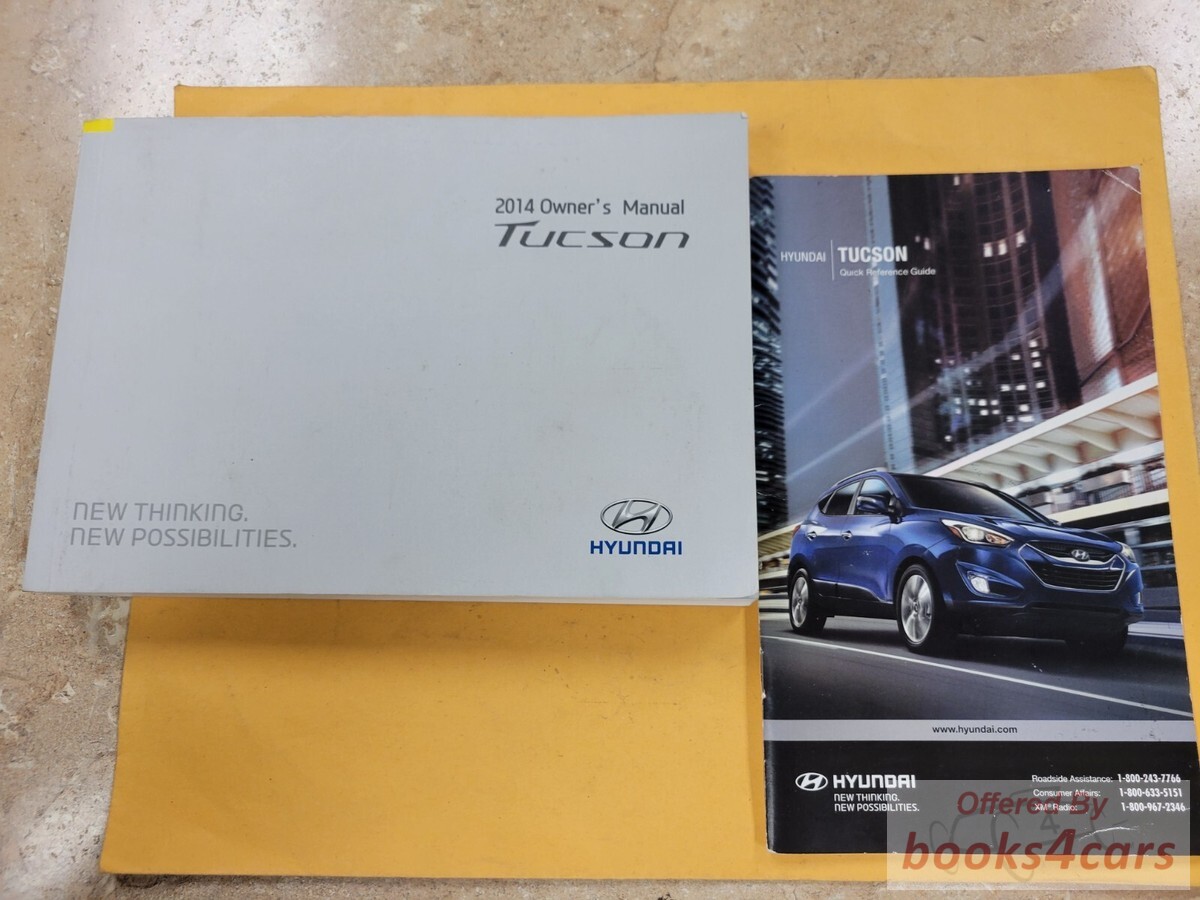 2014 Owner's Manual
Tucson
NEW THINKING.
NEW POSSIBILITIES.
HYUNDAI
HYUNDAI TUCSON
Quick Reference Guide
www.hyundai.com
HYUNDAI
NEW THINKING.
NEW POSSIBILITIES.
Roadside Assistance: 1-800-243-7766
Consumer Affairs: 1-800-633-5151
XM® Radio: 1-800-967-2346
Offered By
books4cars